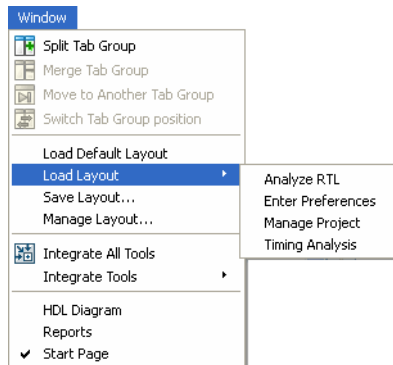 Window
Split Tab Group
Merge Tab Group
Move to Another Tab Group
Switch Tab Group position
Load Default Layout
Load Layout
Save Layout...
Manage Layout...
Integrate All Tools
Integrate Tools
HDL Diagram
Reports
Start Page
Analyze RTL
Enter Preferences
Manage Project
Timing Analysis